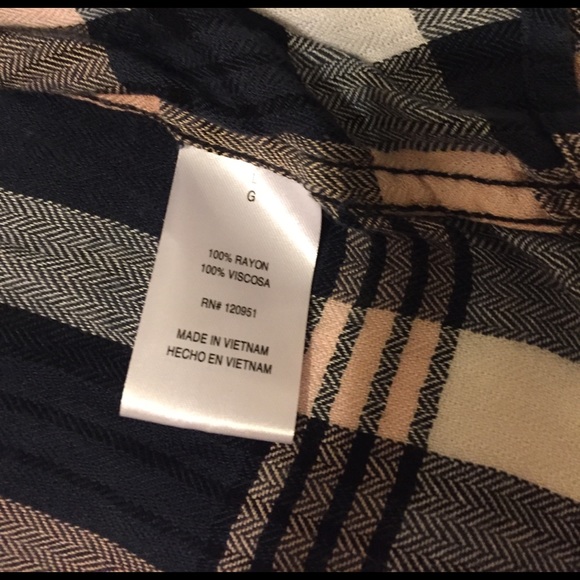 L
G
100% RAYON
100% VISCOSA
RN# 120951
MADE IN VIETNAM
HECHO EN VIETNAM